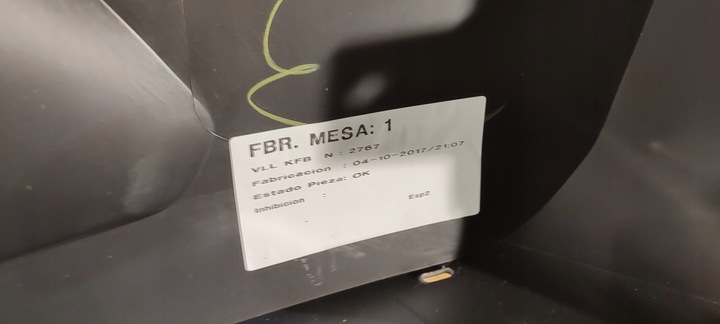 FBR. MESA: 1
VLL KFB N : 2767
Fabricacion : 04-10-2017/21:07
Estado Pieza: OK
Inhibicion : Esp2